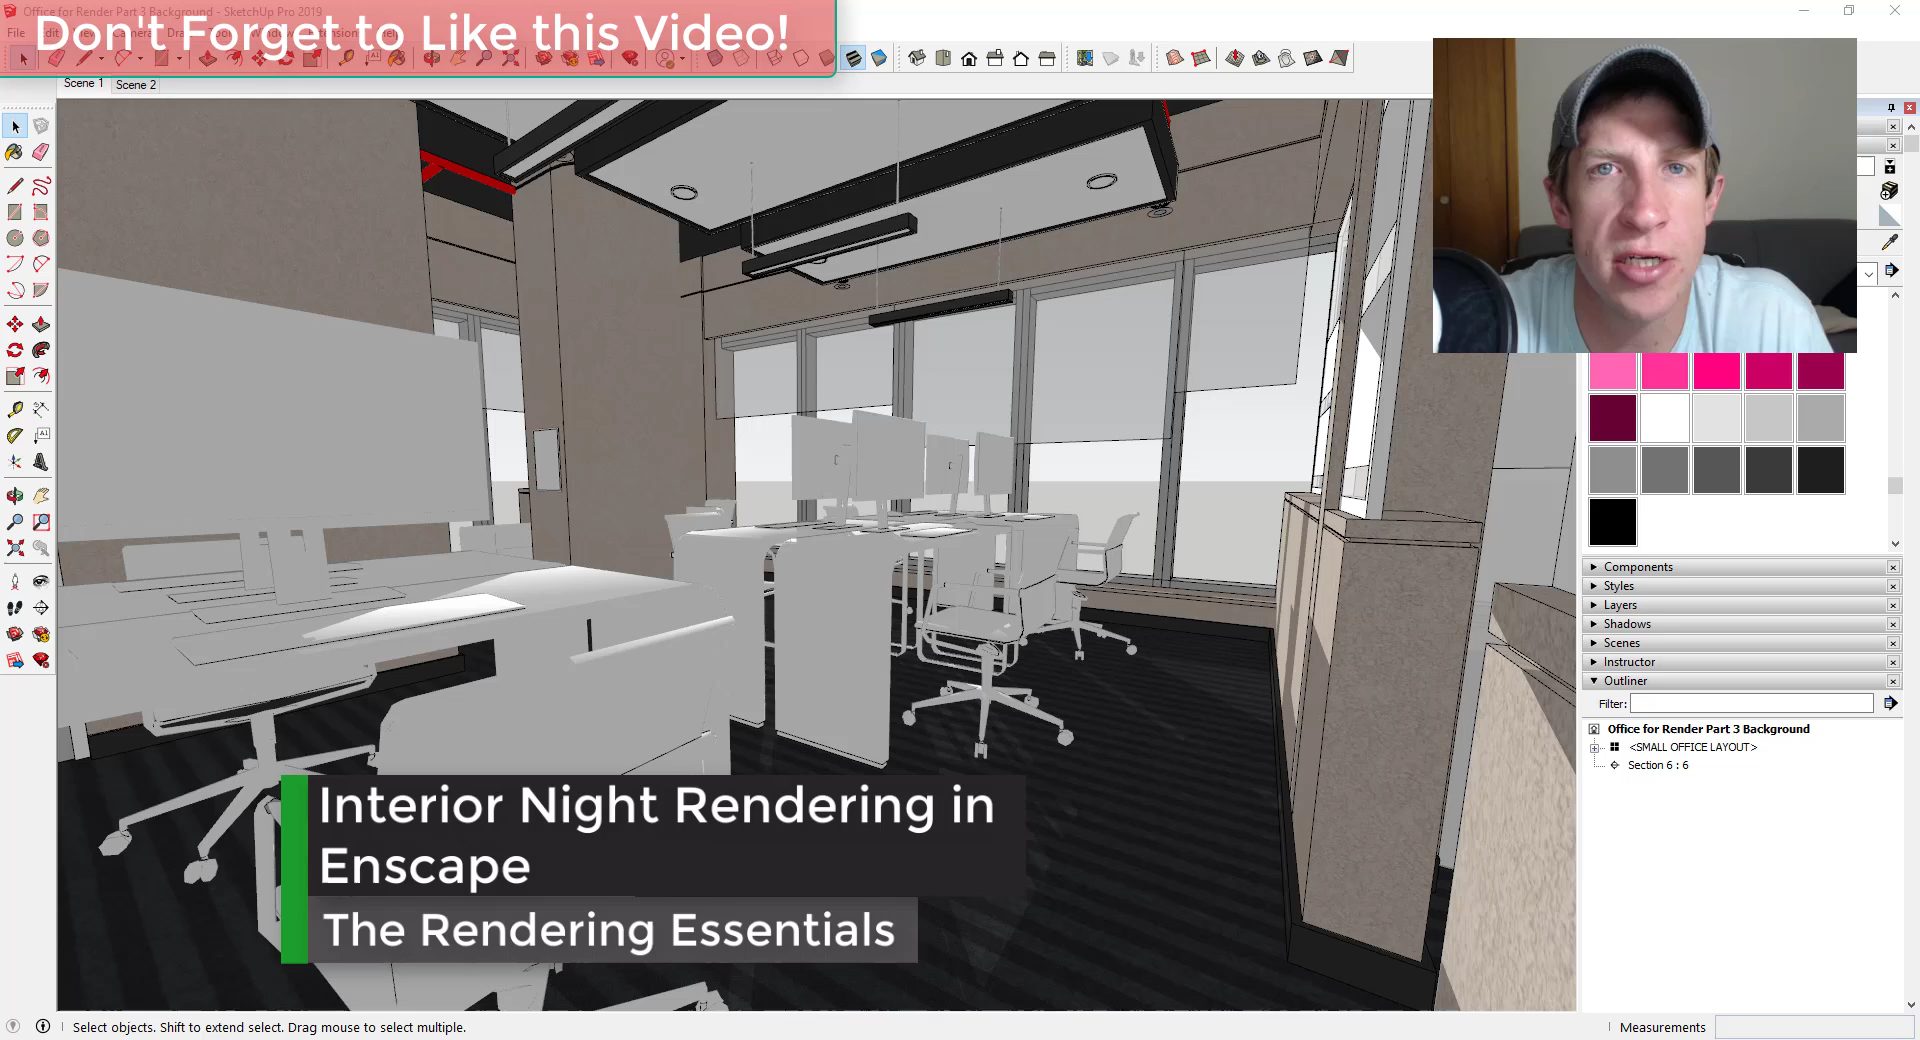 Office for Render Part 3 Background - SketchUp Pro 2019
Don't Forget to Like this Video!
File
Scene 1
Scene 2
Components
Styles
Layers
Shadows
Scenes
Instructor
Outliner
Filter:
Office for Render Part 3 Background
<SMALL OFFICE LAYOUT>
Section 6 : 6
Interior Night Rendering in
Enscape
The Rendering Essentials
Select objects. Shift to extend select. Drag mouse to select multiple.
Measurements